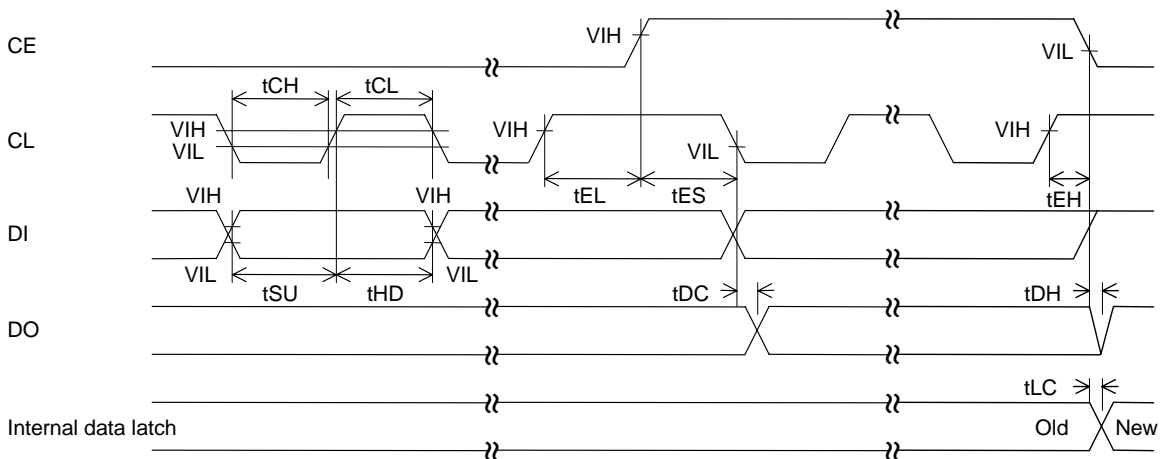 CE
VIH
VIL
tCH
tCL
CL
VIH
VIL
VIH
VIL
VIH
tEL
tES
tEH
DI
VIH
VIH
VIL
VIL
tSU
tHD
tDC
tDH
DO
tLC
Internal data latch
Old
New